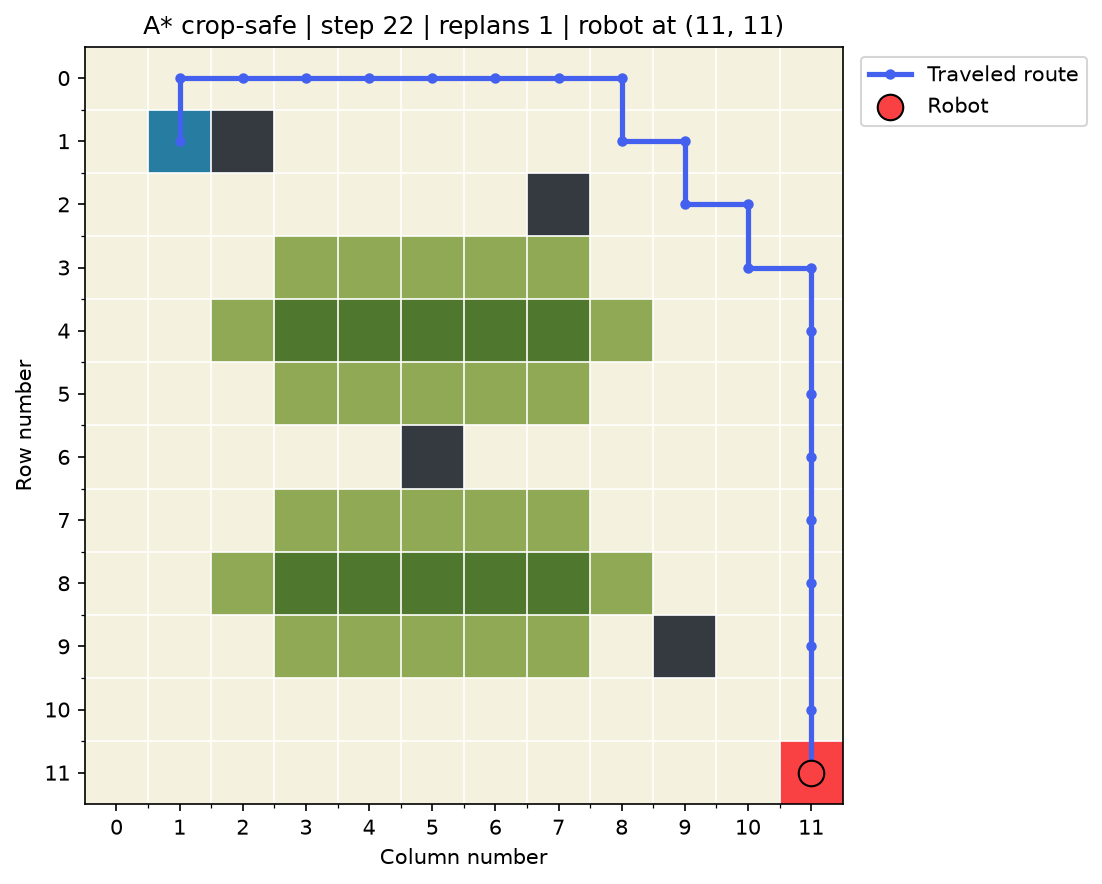 A* crop-safe | step 22 | replans 1 | robot at (11, 11)
Traveled route
Robot
Row number
0
1
2
3
4
5
6
7
8
9
10
11
0 1 2 3 4 5 6 7 8 9 10 11
Column number